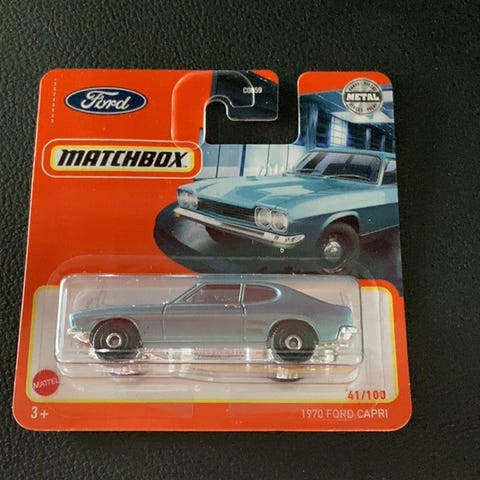 Ford
C0859
METAL
MATCHBOX
MATTEL
41/100
3+
1970 FORD CAPRI